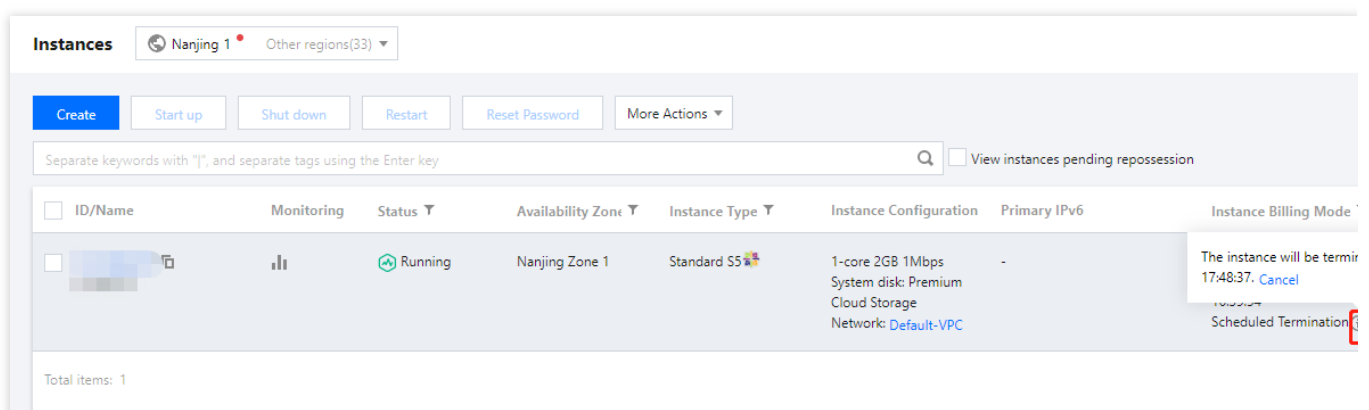 Instances Nanjing 1 Other regions(33)
Create Start up Shut down Restart Reset Password More Actions
Separate keywords with "|", and separate tags using the Enter key View instances pending repossession
ID/Name Monitoring Status Availability Zone Instance Type Instance Configuration Primary IPv6 Instance Billing Mode
Running Nanjing Zone 1 Standard S5 1-core 2GB 1Mbps - The instance will be termin
System disk: Premium 17:48:37. Cancel
Cloud Storage
Network: Default-VPC Scheduled Termination
Total items: 1